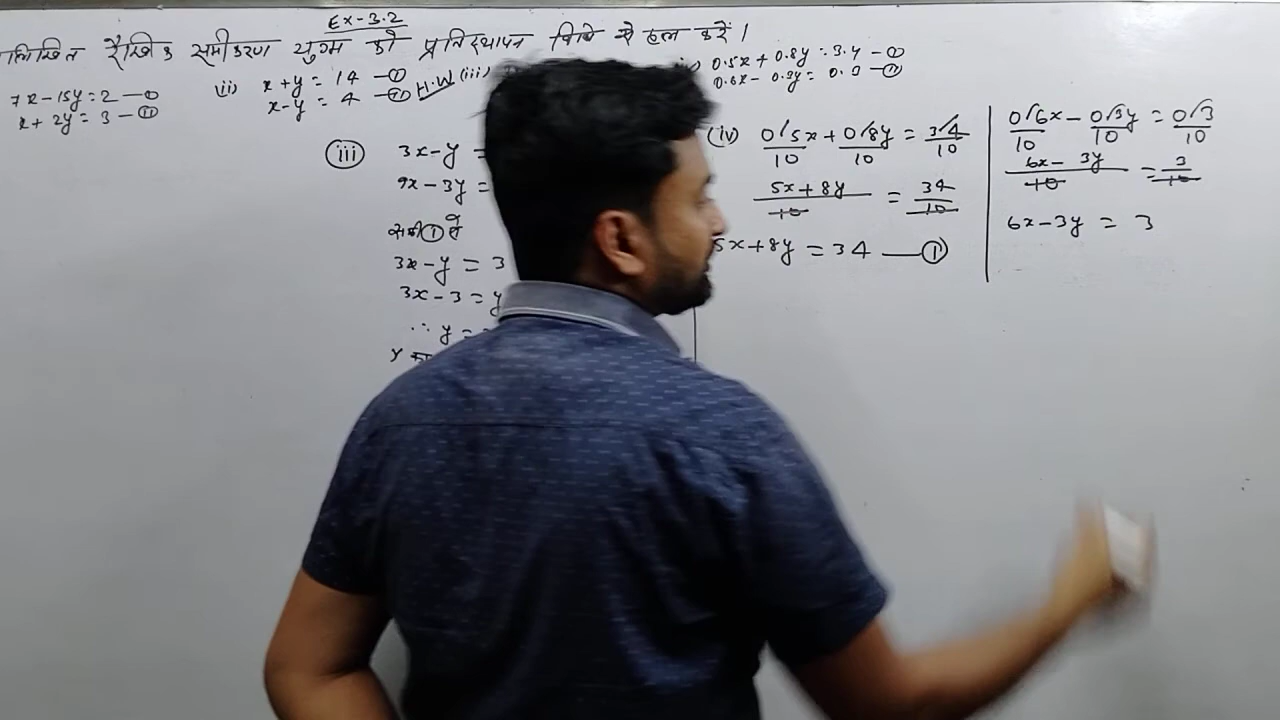 Ex-3.2
लिखित रैखिक समीकरण युग्म को प्रतिस्थापन विधि से हल करें।
7x-15y=2 —①
x+2y=3 —②
(ii) x+y=14 —①
x-y=4 —②
H.W (iii)
0.5x+0.8y=3.4 —①
0.6x-0.3y=0.3 —②
(iii) 3x-y=
9x-3y=
समी① से
3x-y=3
3x-3=y
∴ y=
(iv) 0/5x/10 + 0/8y/10 = 3/4/10
5x+8y/10 = 34/10
5x+8y=34 —①
0/6x/10 - 0/3y/10 = 0/3/10
6x-3y/10 = 3/10
6x-3y=3